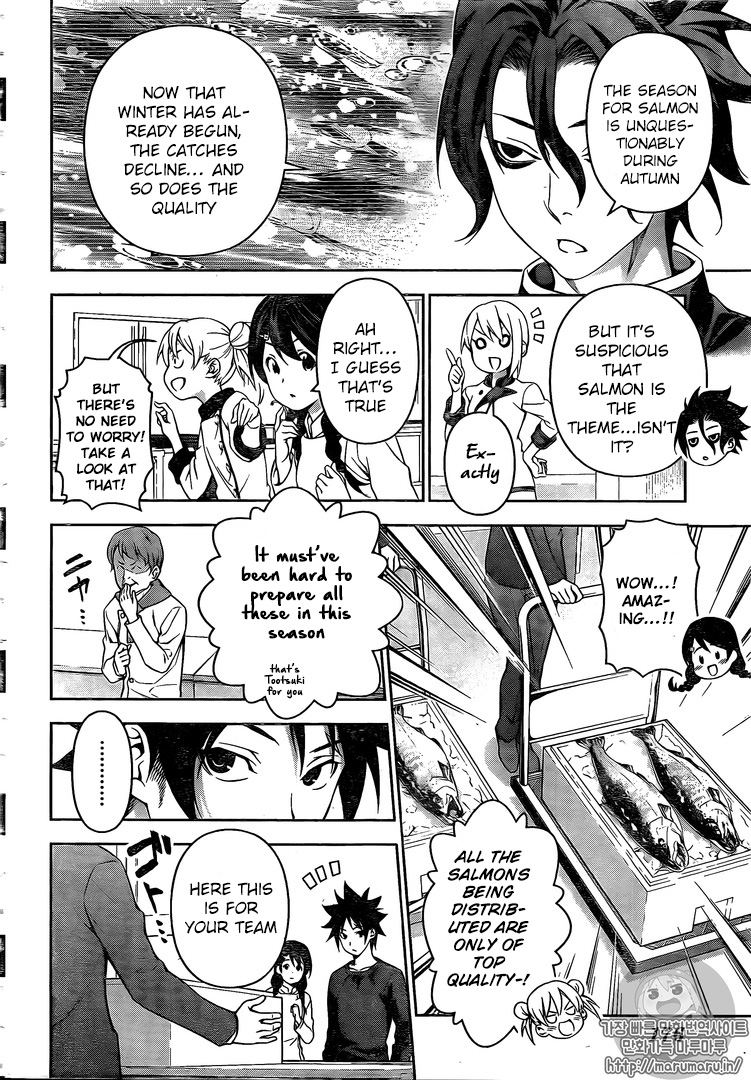 THE SEASON
FOR SALMON
IS UNQUES-
TIONABLY
DURING
AUTUMN
NOW THAT
WINTER HAS AL-
READY BEGUN,
THE CATCHES
DECLINE... AND
SO DOES THE
QUALITY
BUT IT'S
SUSPICIOUS
THAT
SALMON IS
THE
THEME...ISN'T
IT?
Ex-
actly
AH
RIGHT...
I GUESS
THAT'S
TRUE
BUT
THERE'S
NO NEED
TO WORRY!
TAKE A
LOOK AT
THAT!
WOW...!
AMAZ-
ING...!!
It must've
been hard to
prepare all
these in this
season
that's
Tootsuki
for you
ニヤ…
ALL THE
SALMONS
BEING
DISTRIB-
UTED ARE
ONLY OF
TOP
QUALITY~!
..........
ゴトッ
HERE THIS
IS FOR
YOUR TEAM
가장 빠른 만화번역사이트
만화가득 마루마루
http://marumaru.in/